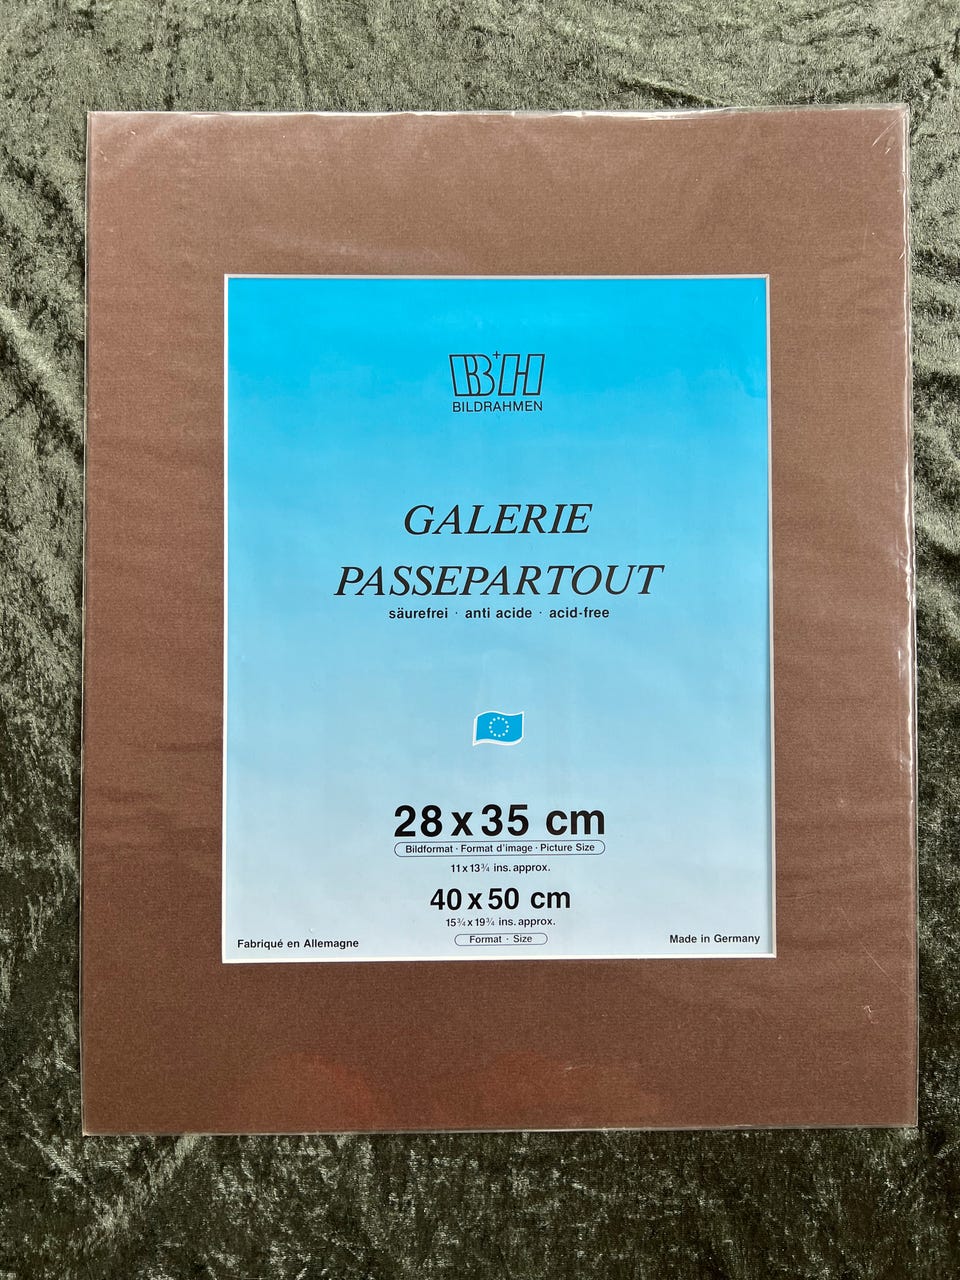 B+H
BILDRAHMEN
GALERIE
PASSEPARTOUT
säurefrei · anti acide · acid-free
28 x 35 cm
Bildformat · Format d'image · Picture Size
11 x 13¾ ins. approx.
40 x 50 cm
15¾ x 19¾ ins. approx.
Format · Size
Fabriqué en Allemagne
Made in Germany